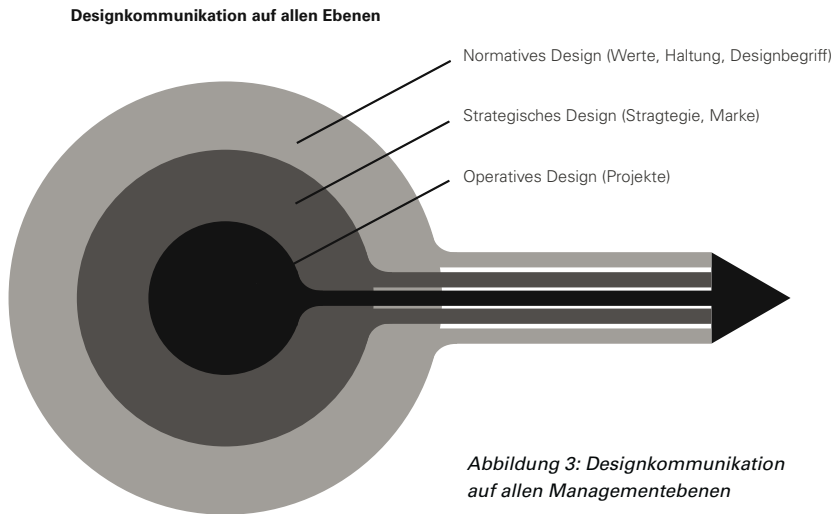 Designkommunikation auf allen Ebenen
Normatives Design (Werte, Haltung, Designbegriff)
Strategisches Design (Stragtegie, Marke)
Operatives Design (Projekte)
Abbildung 3: Designkommunikation
auf allen Managementebenen